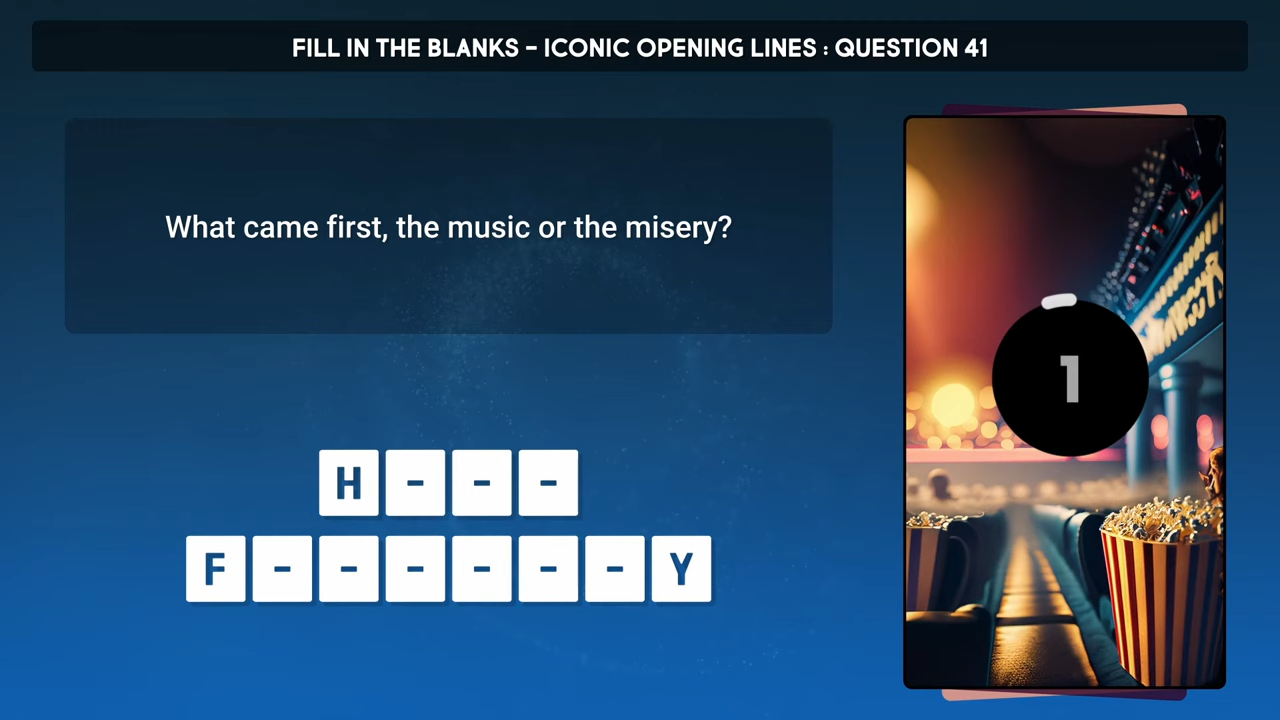 FILL IN THE BLANKS - ICONIC OPENING LINES : QUESTION 41
What came first, the music or the misery?
1
H - - -
F - - - - - - Y